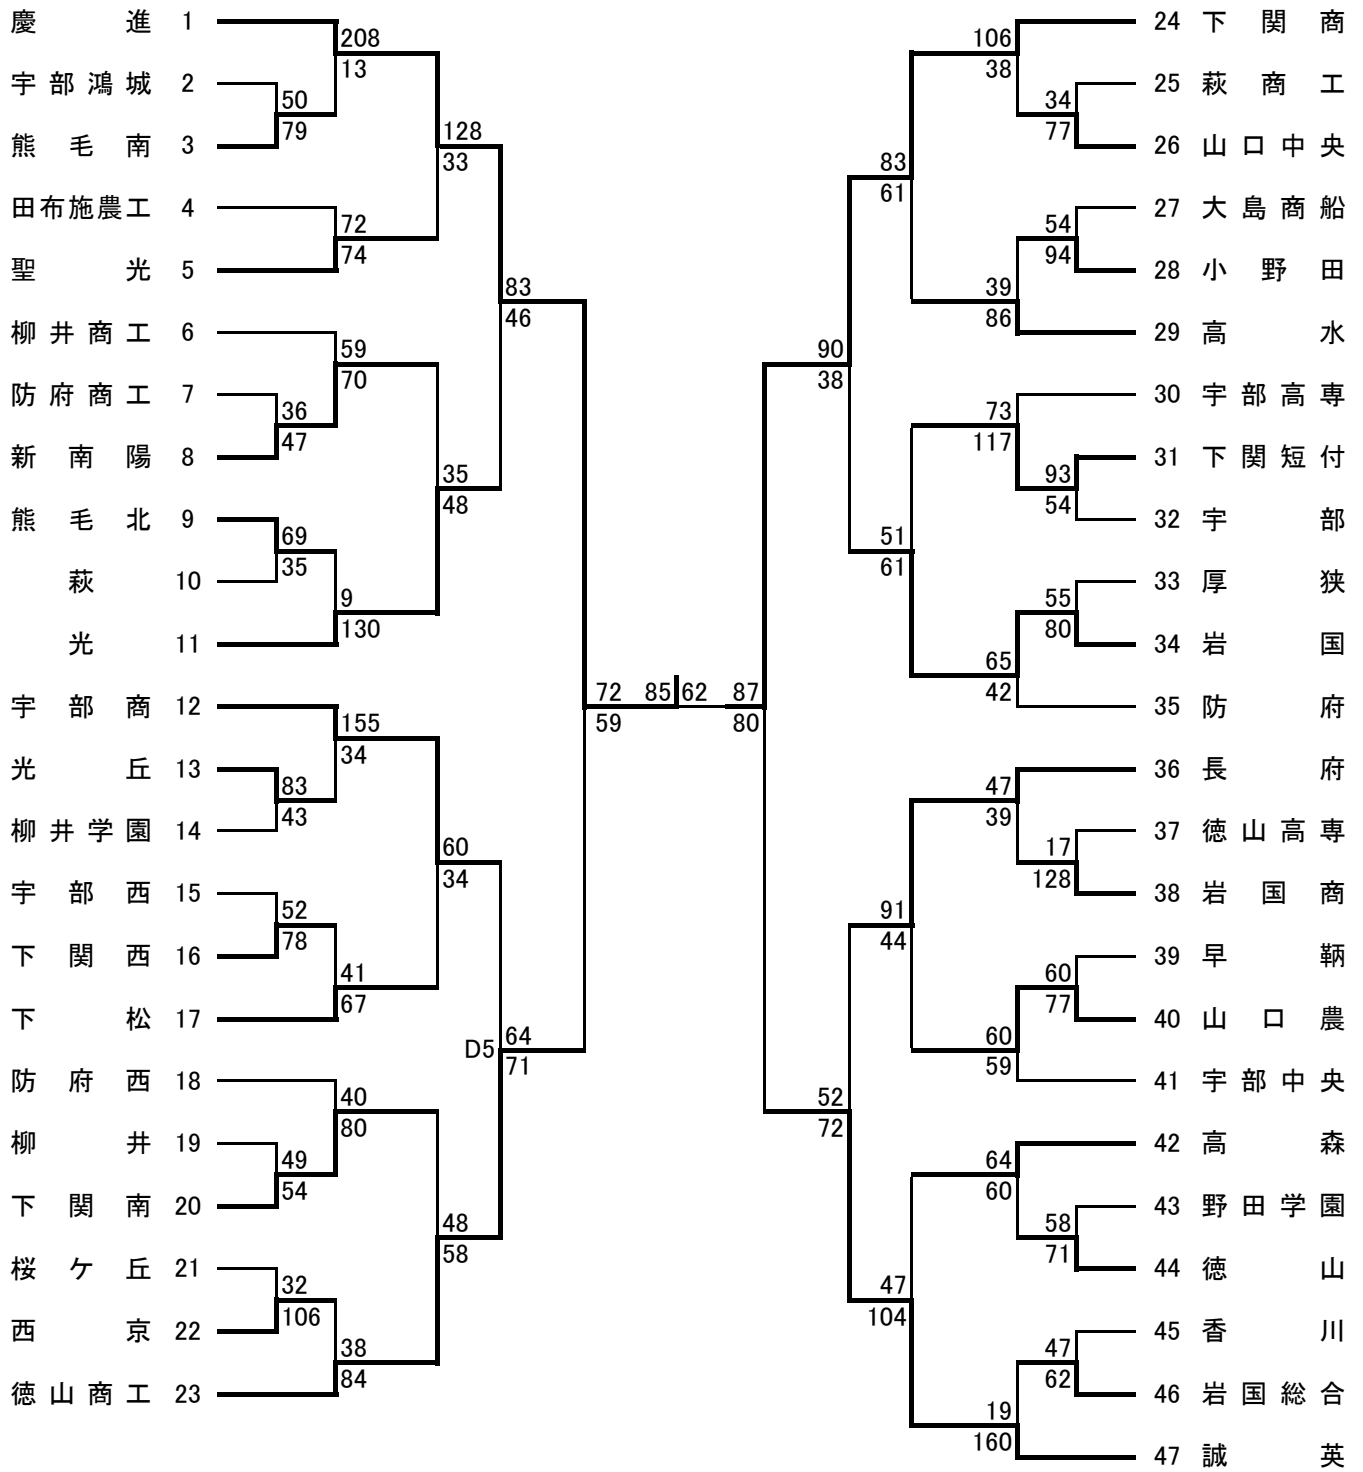 慶進 1
208
13
宇部鴻城 2
50
79
熊毛南 3
128
33
田布施農工 4
72
74
聖光 5
83
46
柳井商工 6
59
70
防府商工 7
36
47
新南陽 8
35
48
熊毛北 9
69
35
萩 10
9
130
光 11
72 85 62 87
59 80
宇部商 12
155
34
光丘 13
83
43
柳井学園 14
60
34
宇部西 15
52
78
下関西 16
41
67
下松 17
D5 64
71
防府西 18
40
80
柳井 19
49
54
下関南 20
48
58
桜ケ丘 21
32
106
西京 22
38
84
徳山商工 23
24 下関商
106
38
25 萩商工
34
77
26 山口中央
83
61
27 大島商船
54
94
28 小野田
39
86
29 高水
90
38
30 宇部高専
73
117
31 下関短付
93
54
32 宇部
51
61
33 厚狭
55
80
34 岩国
65
42
35 防府
36 長府
47
39
37 徳山高専
17
128
38 岩国商
91
44
39 早鞆
60
77
40 山口農
60
59
41 宇部中央
52
72
42 高森
64
60
43 野田学園
58
71
44 徳山
47
104
45 香川
47
62
46 岩国総合
19
160
47 誠英